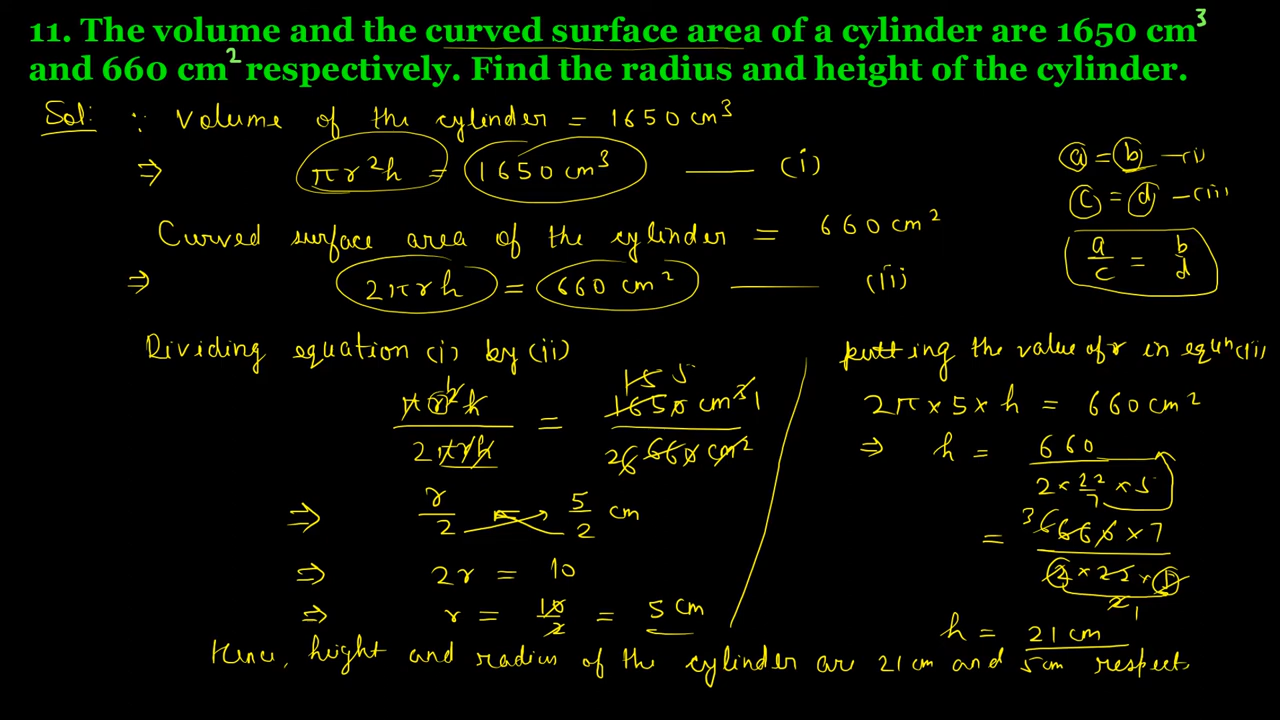 11. The volume and the curved surface area of a cylinder are 1650 cm³
and 660 cm² respectively. Find the radius and height of the cylinder.
Sol: ∵ Volume of the cylinder = 1650 cm³
⇒ πr²h = 1650 cm³ —— (i)
Curved surface area of the cylinder = 660 cm²
⇒ 2πrh = 660 cm² —— (ii)
a = b —(i)
c = d —(ii)
a/c = b/d
Dividing equation (i) by (ii)
πr²h / 2πrh = 1650 cm³ / 660 cm²
⇒ r/2 = 5/2 cm
⇒ 2r = 10
⇒ r = 10/2 = 5 cm
putting the value of r in equⁿ(ii)
2π × 5 × h = 660 cm²
⇒ h = 660 / 2 × 22/7 × 5
= 660 × 7 / 2 × 22 × 5
h = 21 cm
Hence, height and radius of the cylinder are 21 cm and 5cm respect.